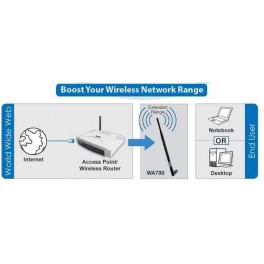 Boost Your Wireless Network Range
World Wide Web
Internet
Access Point/
Wireless Router
Extended
Range
WA700
Notebook
OR
Desktop
End User